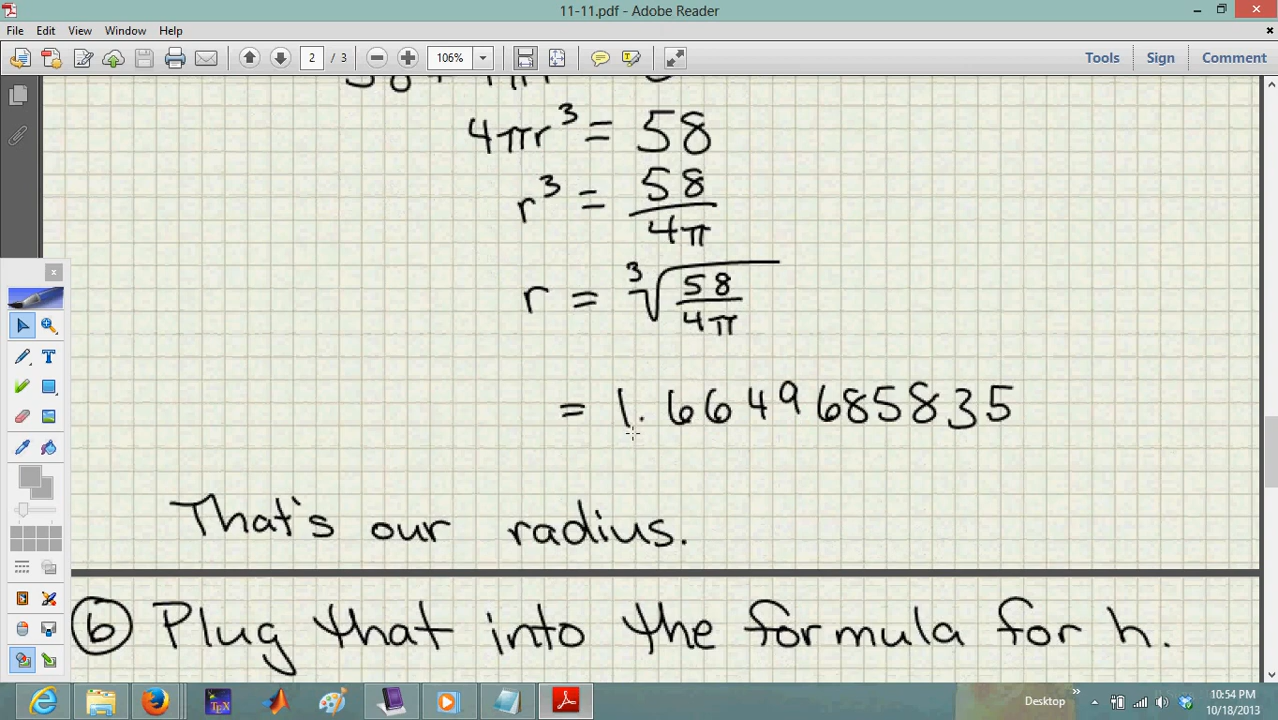 11-11.pdf - Adobe Reader
File Edit View Window Help
2 / 3 106% Tools Sign Comment
4πr³ = 58
r³ = 58/4π
r = ³√58/4π
= 1.6649685835
That's our radius.
⑥ Plug that into the formula for h.
Desktop
10:54 PM
10/18/2013